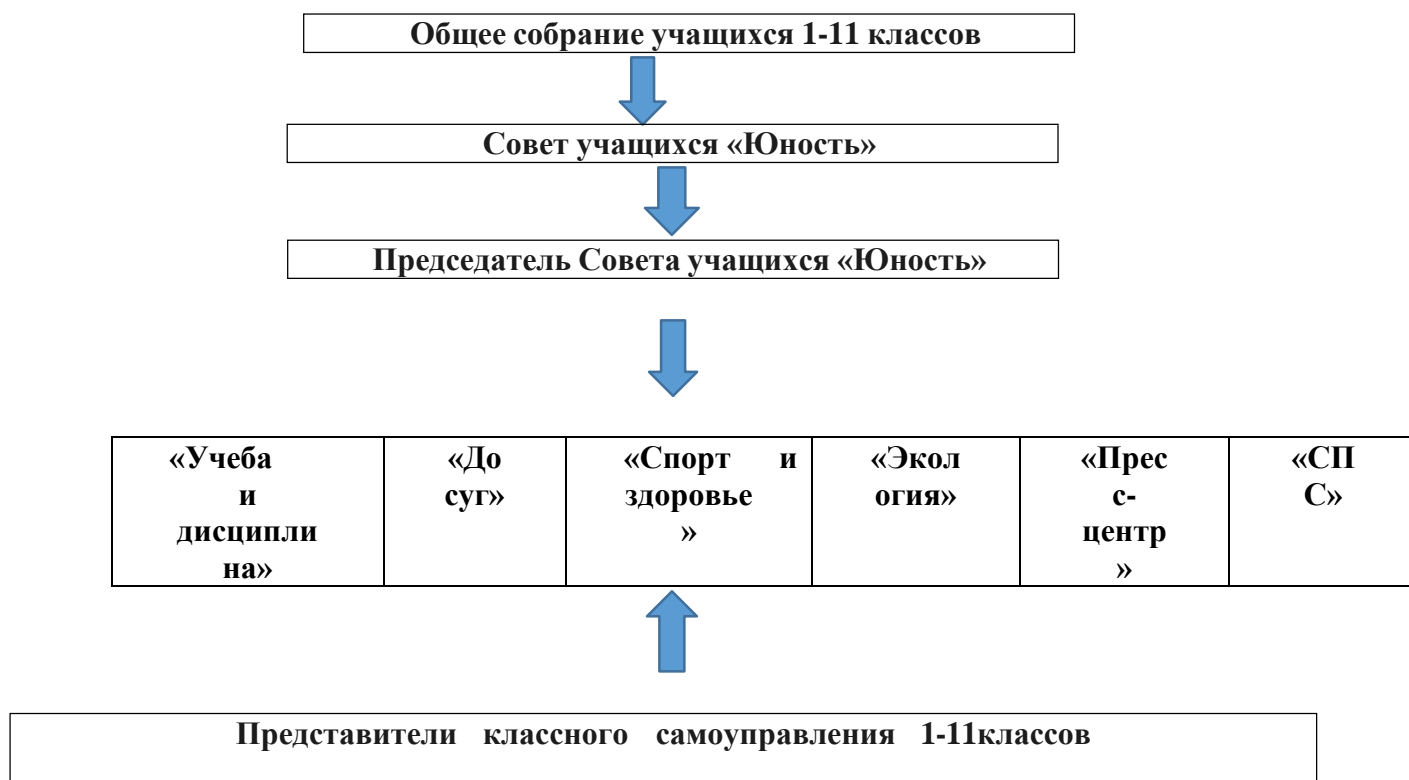 Общее собрание учащихся 1-11 классов
Совет учащихся «Юность»
Председатель Совета учащихся «Юность»
«Учеба
и
дисципли
на»
«До
суг»
«Спорт и
здоровье
»
«Экол
огия»
«Прес
с-
центр
»
«СП
С»
Представители классного самоуправления 1-11классов